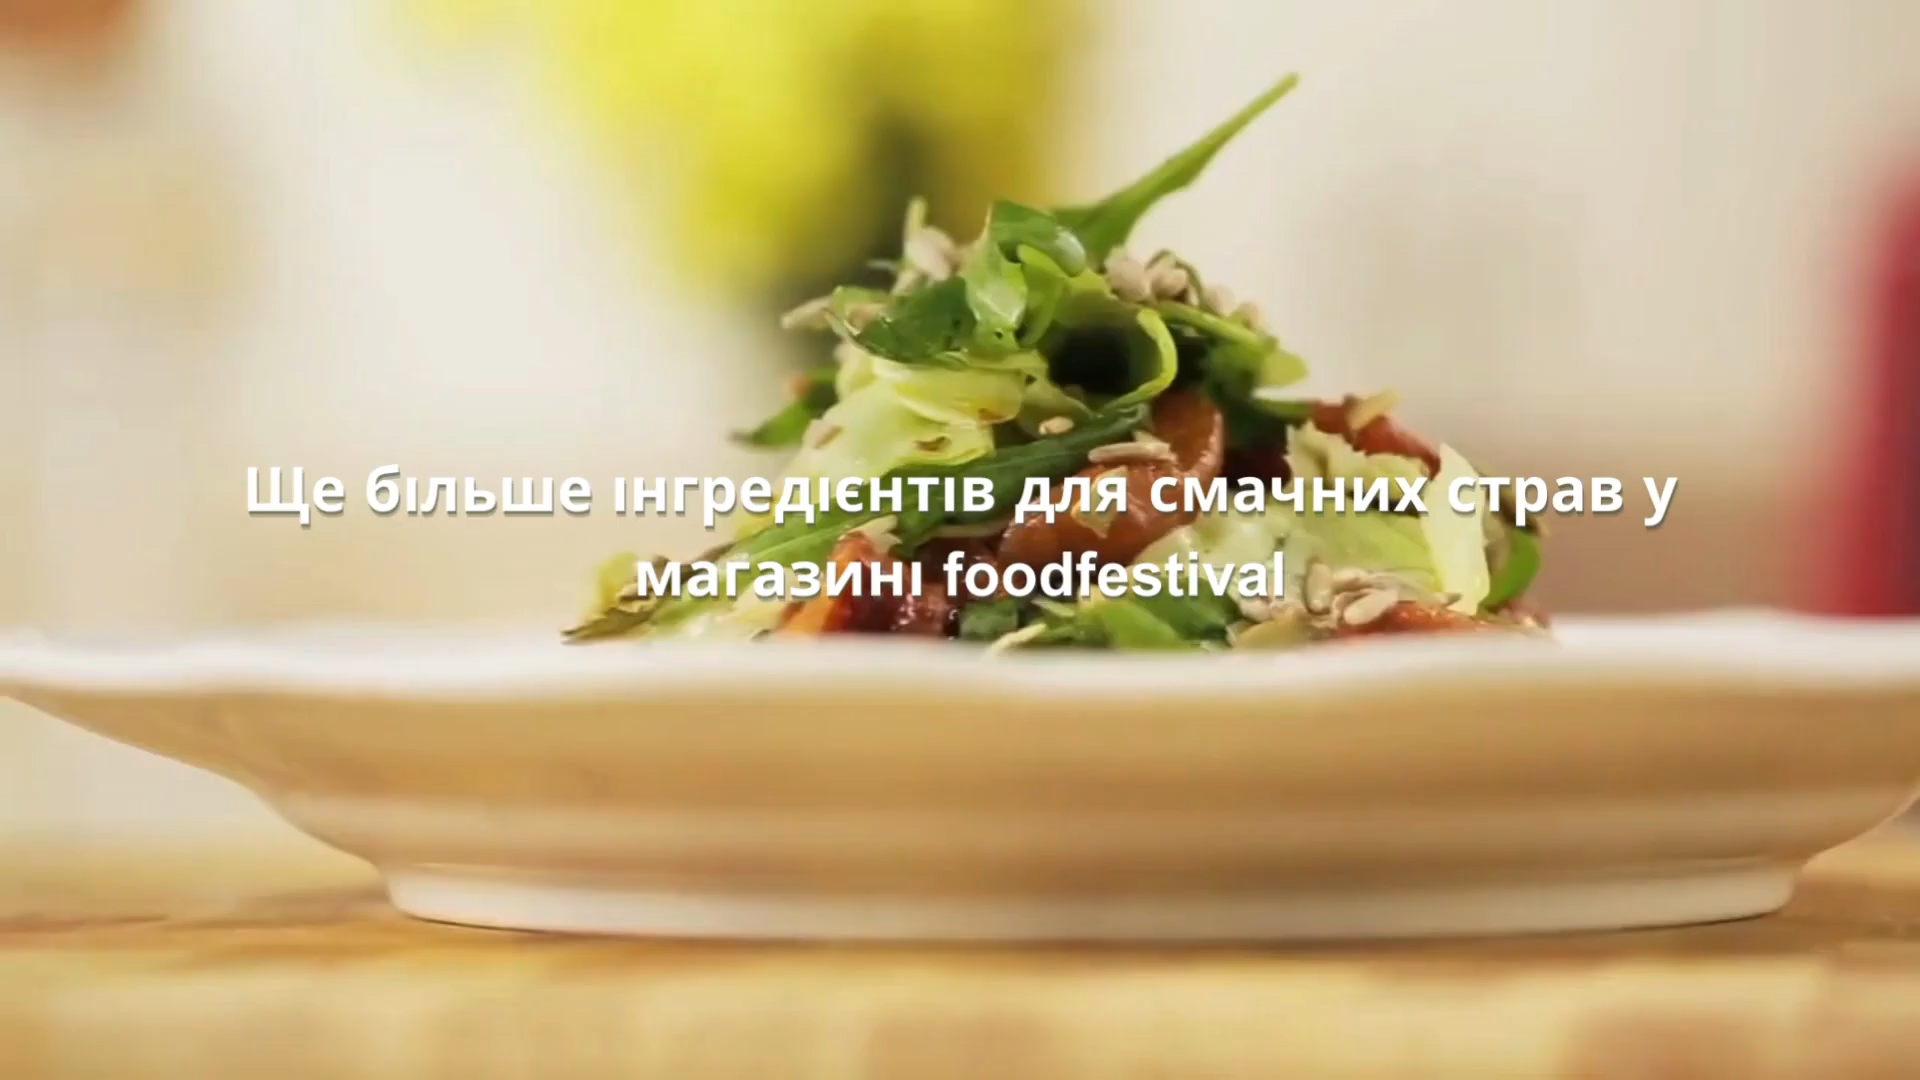 Ще більше інгредієнтів для смачних страв у
магазині foodfestival